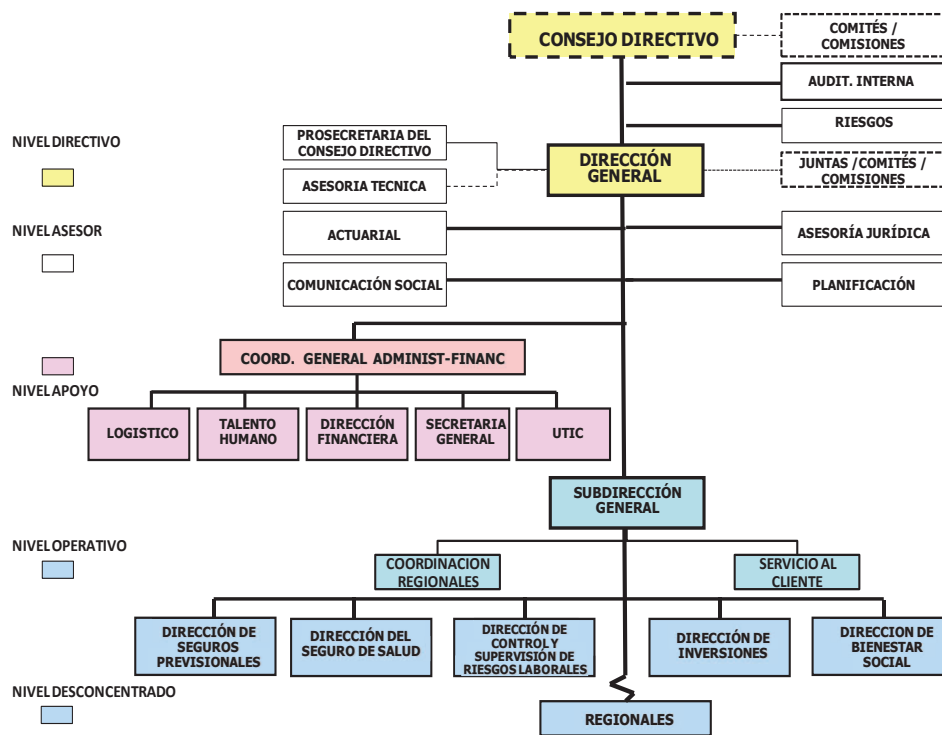 CONSEJO DIRECTIVO
COMITÉS /
COMISIONES
AUDIT. INTERNA
RIESGOS
NIVEL DIRECTIVO
PROSECRETARIA DEL
CONSEJO DIRECTIVO
DIRECCIÓN
GENERAL
JUNTAS /COMITÉS /
COMISIONES
ASESORIA TECNICA
NIVEL ASESOR
ACTUARIAL
ASESORÍA JURÍDICA
COMUNICACIÓN SOCIAL
PLANIFICACIÓN
COORD. GENERAL ADMINIST-FINANC
NIVEL APOYO
LOGISTICO
TALENTO
HUMANO
DIRECCIÓN
FINANCIERA
SECRETARIA
GENERAL
UTIC
SUBDIRECCIÓN
GENERAL
NIVEL OPERATIVO
COORDINACION
REGIONALES
SERVICIO AL
CLIENTE
DIRECCIÓN DE
SEGUROS
PREVISIONALES
DIRECCIÓN DEL
SEGURO DE SALUD
DIRECCIÓN DE
CONTROL Y
SUPERVISIÓN DE
RIESGOS LABORALES
DIRECCIÓN DE
INVERSIONES
DIRECCION DE
BIENESTAR
SOCIAL
NIVEL DESCONCENTRADO
REGIONALES